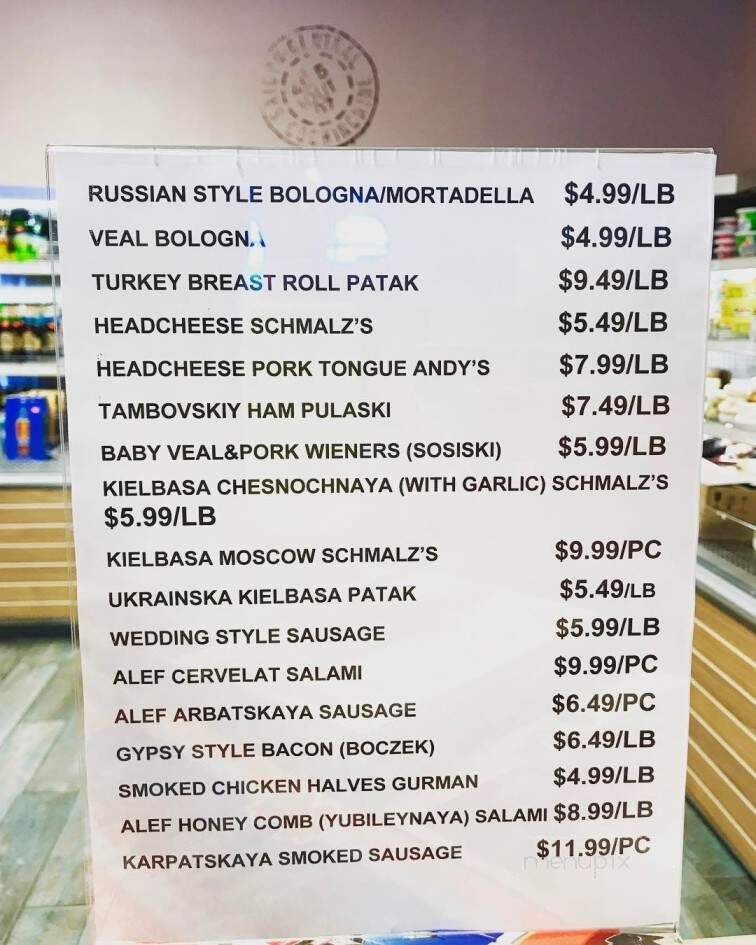 RUSSIAN STYLE BOLOGNA/MORTADELLA $4.99/LB
VEAL BOLOGNA $4.99/LB
TURKEY BREAST ROLL PATAK $9.49/LB
HEADCHEESE SCHMALZ'S $5.49/LB
HEADCHEESE PORK TONGUE ANDY'S $7.99/LB
TAMBOVSKIY HAM PULASKI $7.49/LB
BABY VEAL&PORK WIENERS (SOSISKI) $5.99/LB
KIELBASA CHESNOCHNAYA (WITH GARLIC) SCHMALZ'S
$5.99/LB
KIELBASA MOSCOW SCHMALZ'S $9.99/PC
UKRAINSKA KIELBASA PATAK $5.49/LB
WEDDING STYLE SAUSAGE $5.99/LB
ALEF CERVELAT SALAMI $9.99/PC
ALEF ARBATSKAYA SAUSAGE $6.49/PC
GYPSY STYLE BACON (BOCZEK) $6.49/LB
SMOKED CHICKEN HALVES GURMAN $4.99/LB
ALEF HONEY COMB (YUBILEYNAYA) SALAMI $8.99/LB
KARPATSKAYA SMOKED SAUSAGE $11.99/PC
menupix